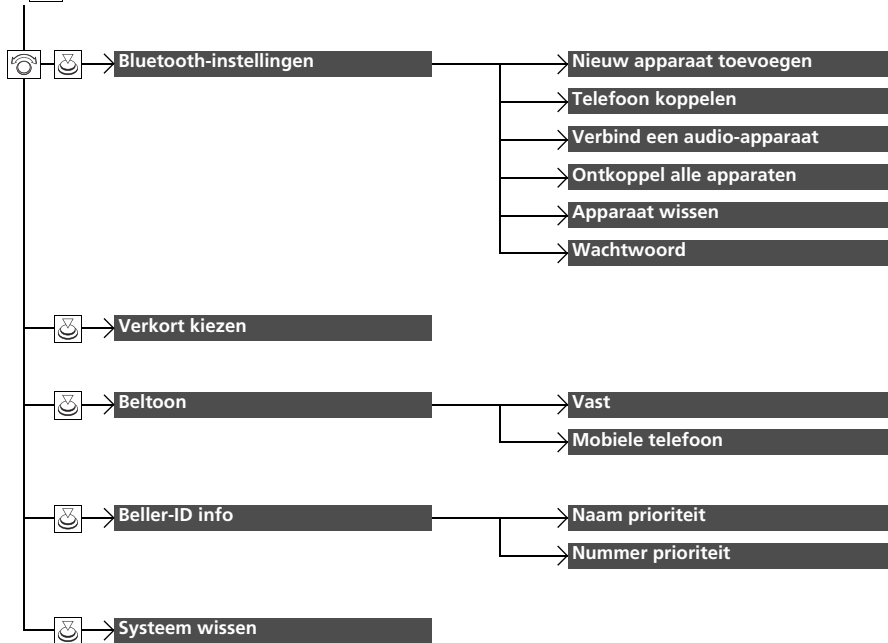 Bluetooth-instellingen
Nieuw apparaat toevoegen
Telefoon koppelen
Verbind een audio-apparaat
Ontkoppel alle apparaten
Apparaat wissen
Wachtwoord
Verkort kiezen
Beltoon
Vast
Mobiele telefoon
Beller-ID info
Naam prioriteit
Nummer prioriteit
Systeem wissen